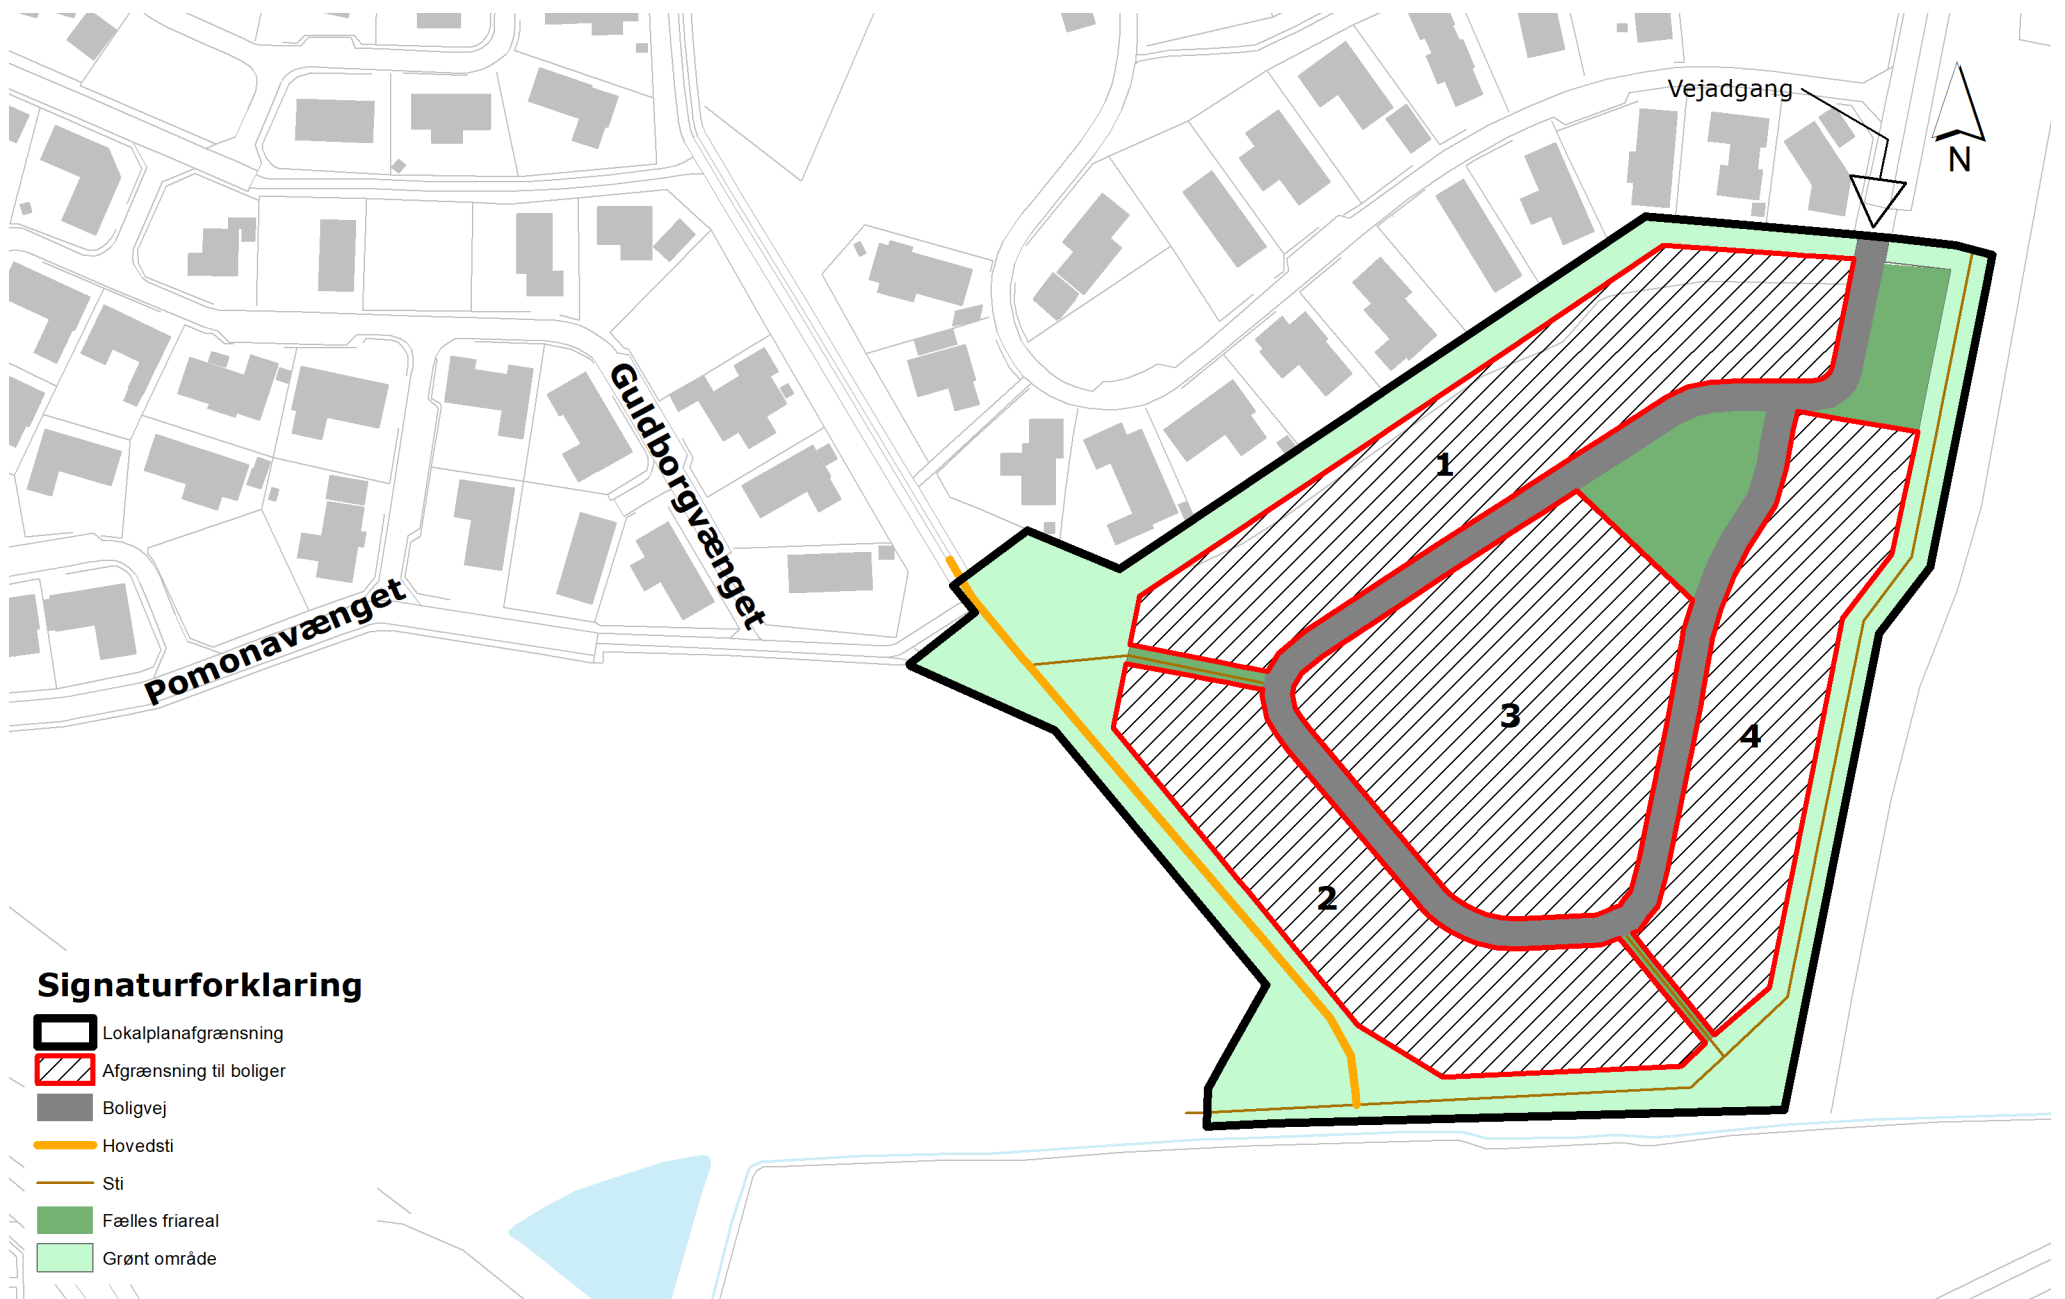 Vejadgang
N
Guldborgvænget
Pomonavænget
1
2
3
4
Signaturforklaring
Lokalplanafgrænsning
Afgrænsning til boliger
Boligvej
Hovedsti
Sti
Fælles friareal
Grønt område